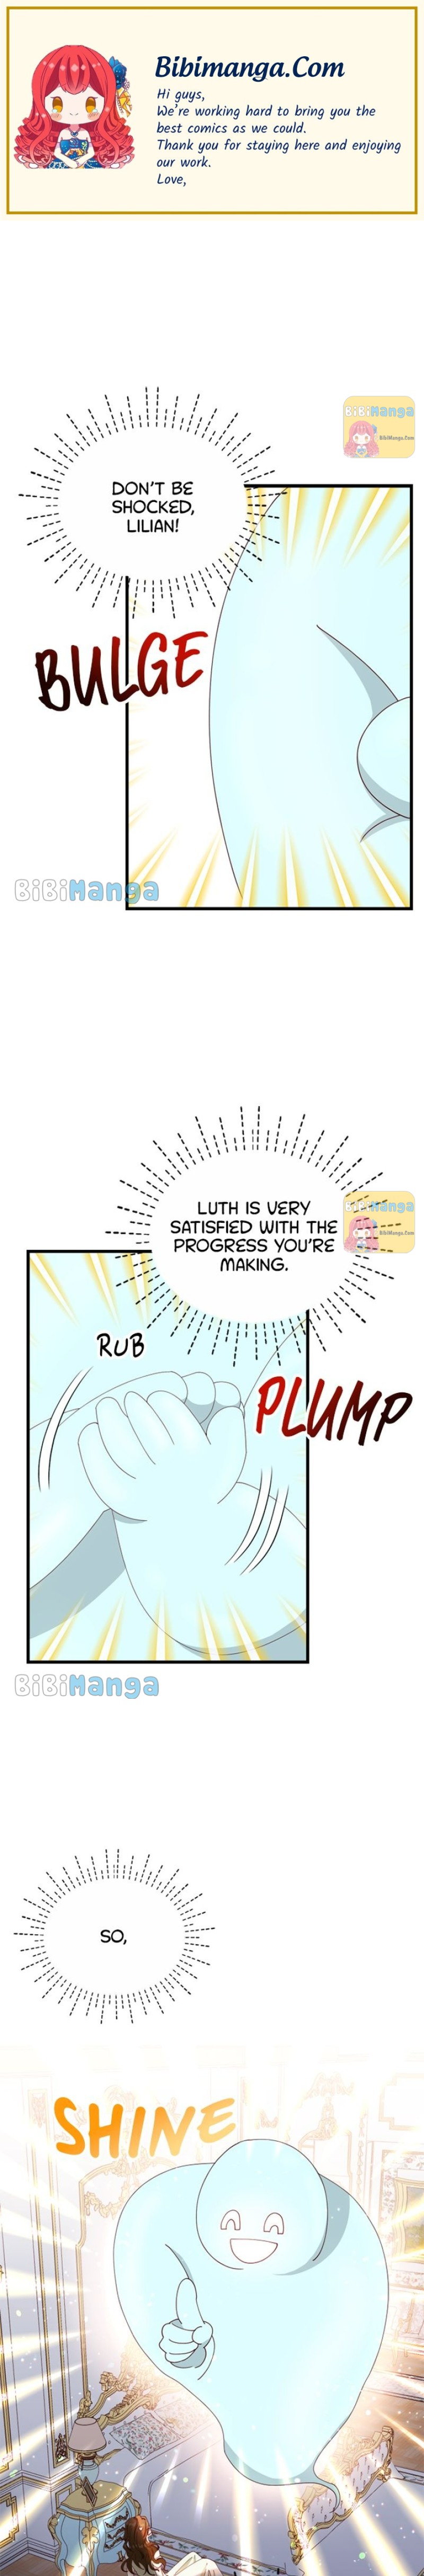 Bibimanga.Com
Hi guys,
We're working hard to bring you the
best comics as we could.
Thank you for staying here and enjoying
our work.
Love,
BiBiManga
BibiManga.Com
DON'T BE
SHOCKED,
LILIAN!
BULGE
BiBiManga
LUTH IS VERY
SATISFIED WITH THE
PROGRESS YOU'RE
MAKING.
BiBiManga
BibiManga.Com
RUB
PLUMP
BiBiManga
SO,
SHINE